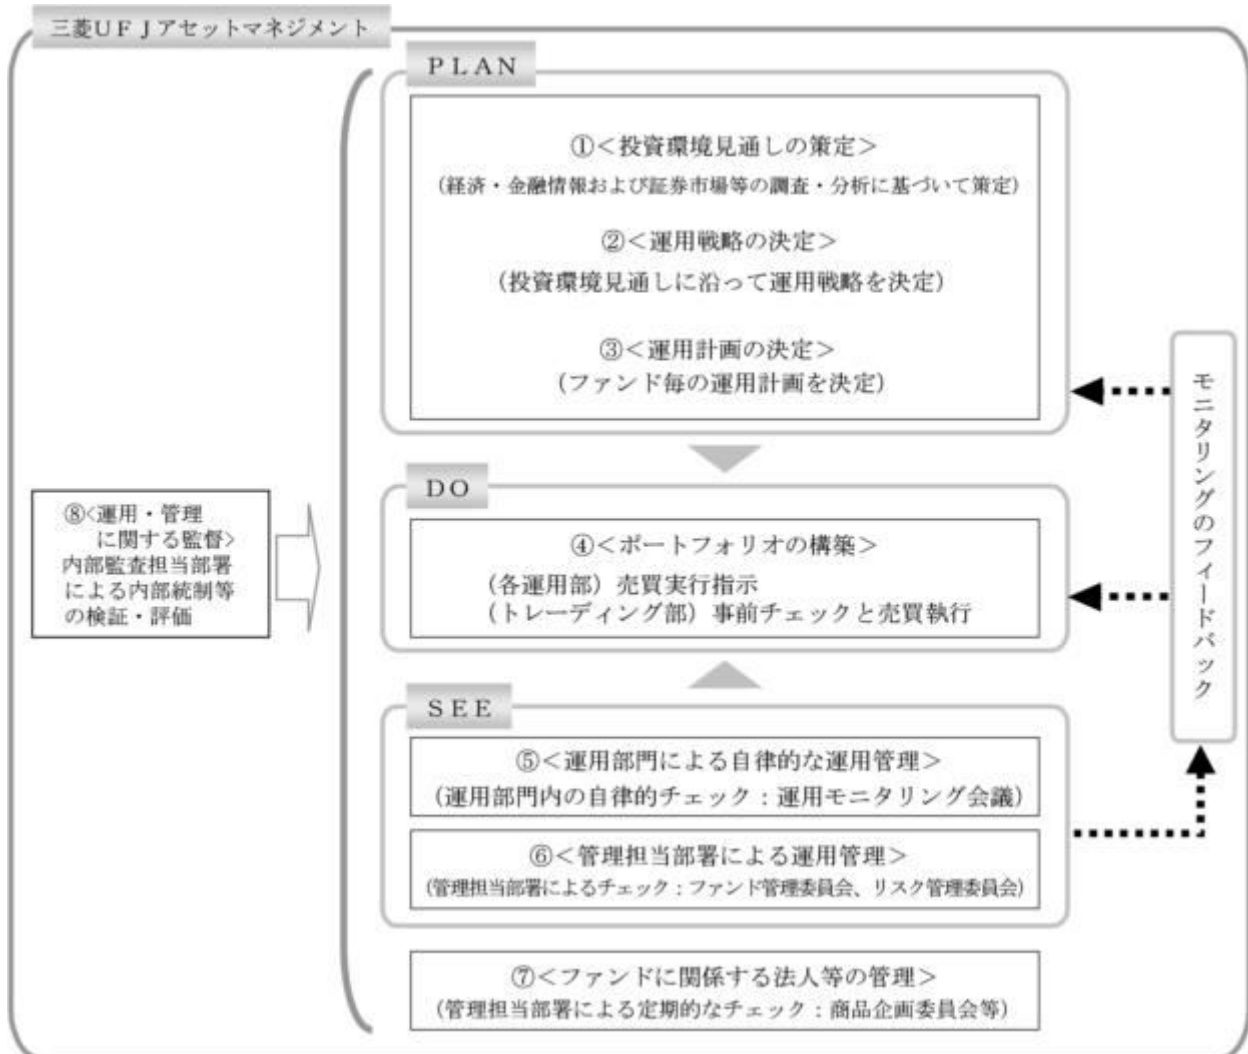 三菱ＵＦＪアセットマネジメント
ＰＬＡＮ
①＜投資環境見通しの策定＞
（経済・金融情報および証券市場等の調査・分析に基づいて策定）
②＜運用戦略の決定＞
（投資環境見通しに沿って運用戦略を決定）
③＜運用計画の決定＞
（ファンド毎の運用計画を決定）
ＤＯ
④＜ポートフォリオの構築＞
（各運用部）売買実行指示
（トレーディング部）事前チェックと売買執行
ＳＥＥ
⑤＜運用部門による自律的な運用管理＞
（運用部門内の自律的チェック：運用モニタリング会議）
⑥＜管理担当部署による運用管理＞
（管理担当部署によるチェック：ファンド管理委員会、リスク管理委員会）
⑦＜ファンドに関係する法人等の管理＞
（管理担当部署による定期的なチェック：商品企画委員会等）
⑧<運用・管理
に関する監督>
内部監査担当部署
による内部統制等
の検証・評価
モニタリングのフィードバック